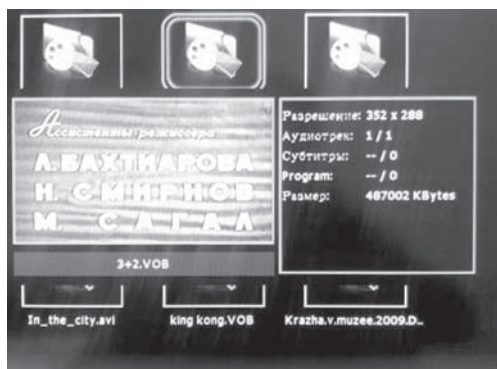 Ассистенты режиссёра
Л. БАХТИАРОВА
Н. СМИРНОВ
М. САГАЛ
3+2.VOB
Разрешение: 352 x 288
Аудиотрек: 1 / 1
Субтитры: -- / 0
Program: -- / 0
Размер: 487002 KBytes
In_the_city.avi
king kong.VOB
Krazha.v.muzee.2009.D..